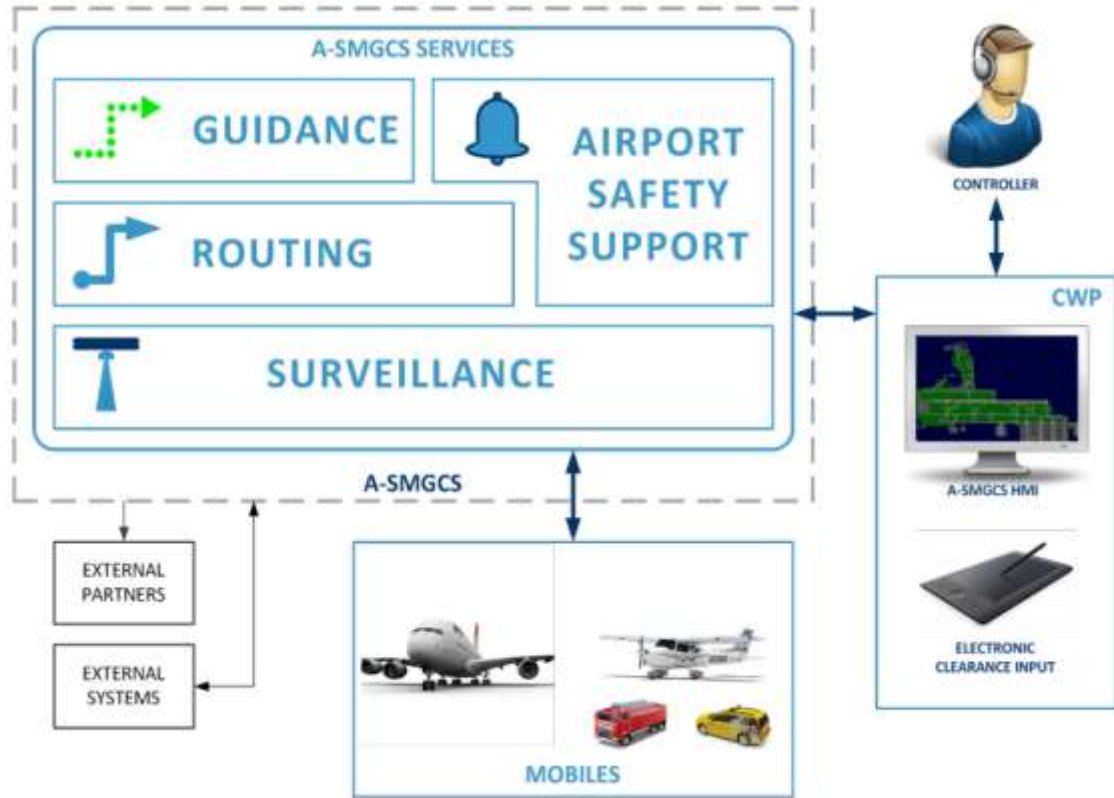 A-SMGCS SERVICES
GUIDANCE
AIRPORT
SAFETY
SUPPORT
ROUTING
SURVEILLANCE
A-SMGCS
CONTROLLER
CWP
A-SMGCS HMI
ELECTRONIC
CLEARANCE INPUT
EXTERNAL
PARTNERS
EXTERNAL
SYSTEMS
MOBILES